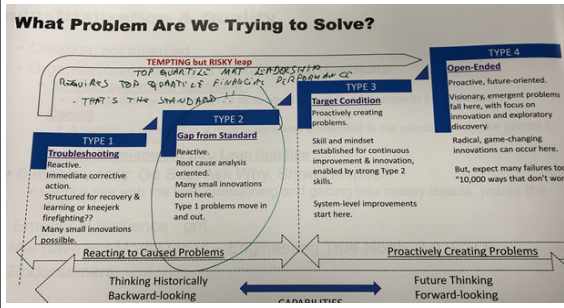 What Problem Are We Trying to Solve?
TEMPTING but RISKY leap
TOP QUARTILE MKT LEADERSHIP
REQUIRES TOP QUARTILE FINANCIAL PERFORMANCE
- THAT'S THE STANDARD!!
TYPE 1
Troubleshooting
Reactive.
Immediate corrective
action.
Structured for recovery &
learning or kneejerk
firefighting??
Many small innovations
possible.
TYPE 2
Gap from Standard
Reactive.
Root cause analysis
oriented.
Many small innovations
born here.
Type 1 problems move in
and out.
TYPE 3
Target Condition
Proactively creating
problems.
Skill and mindset
established for continuous
improvement & innovation,
enabled by strong Type 2
skills.
System-level improvements
start here.
TYPE 4
Open-Ended
Proactive, future-oriented.
Visionary, emergent problems
fall here, with focus on
innovation and exploratory
discovery.
Radical, game-changing
innovations can occur here.
But, expect many failures too
"10,000 ways that don't wor
Reacting to Caused Problems
Proactively Creating Problems
Thinking Historically
Backward-looking
Future Thinking
Forward-looking
CAPABILITIES